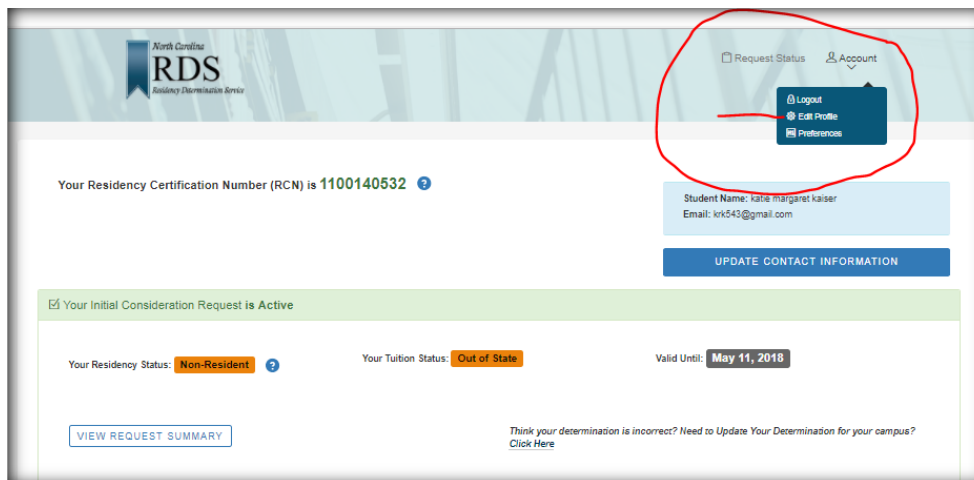 North Carolina
RDS
Residency Determination Service
Request Status
Account
Logout
Edit Profile
Preferences
Your Residency Certification Number (RCN) is 1100140532 ?
Student Name: katie margaret kaiser
Email: krk543@gmail.com
UPDATE CONTACT INFORMATION
Your Initial Consideration Request is Active
Your Residency Status: Non-Resident ?
Your Tuition Status: Out of State
Valid Until: May 11, 2018
VIEW REQUEST SUMMARY
Think your determination is incorrect? Need to Update Your Determination for your campus?
Click Here